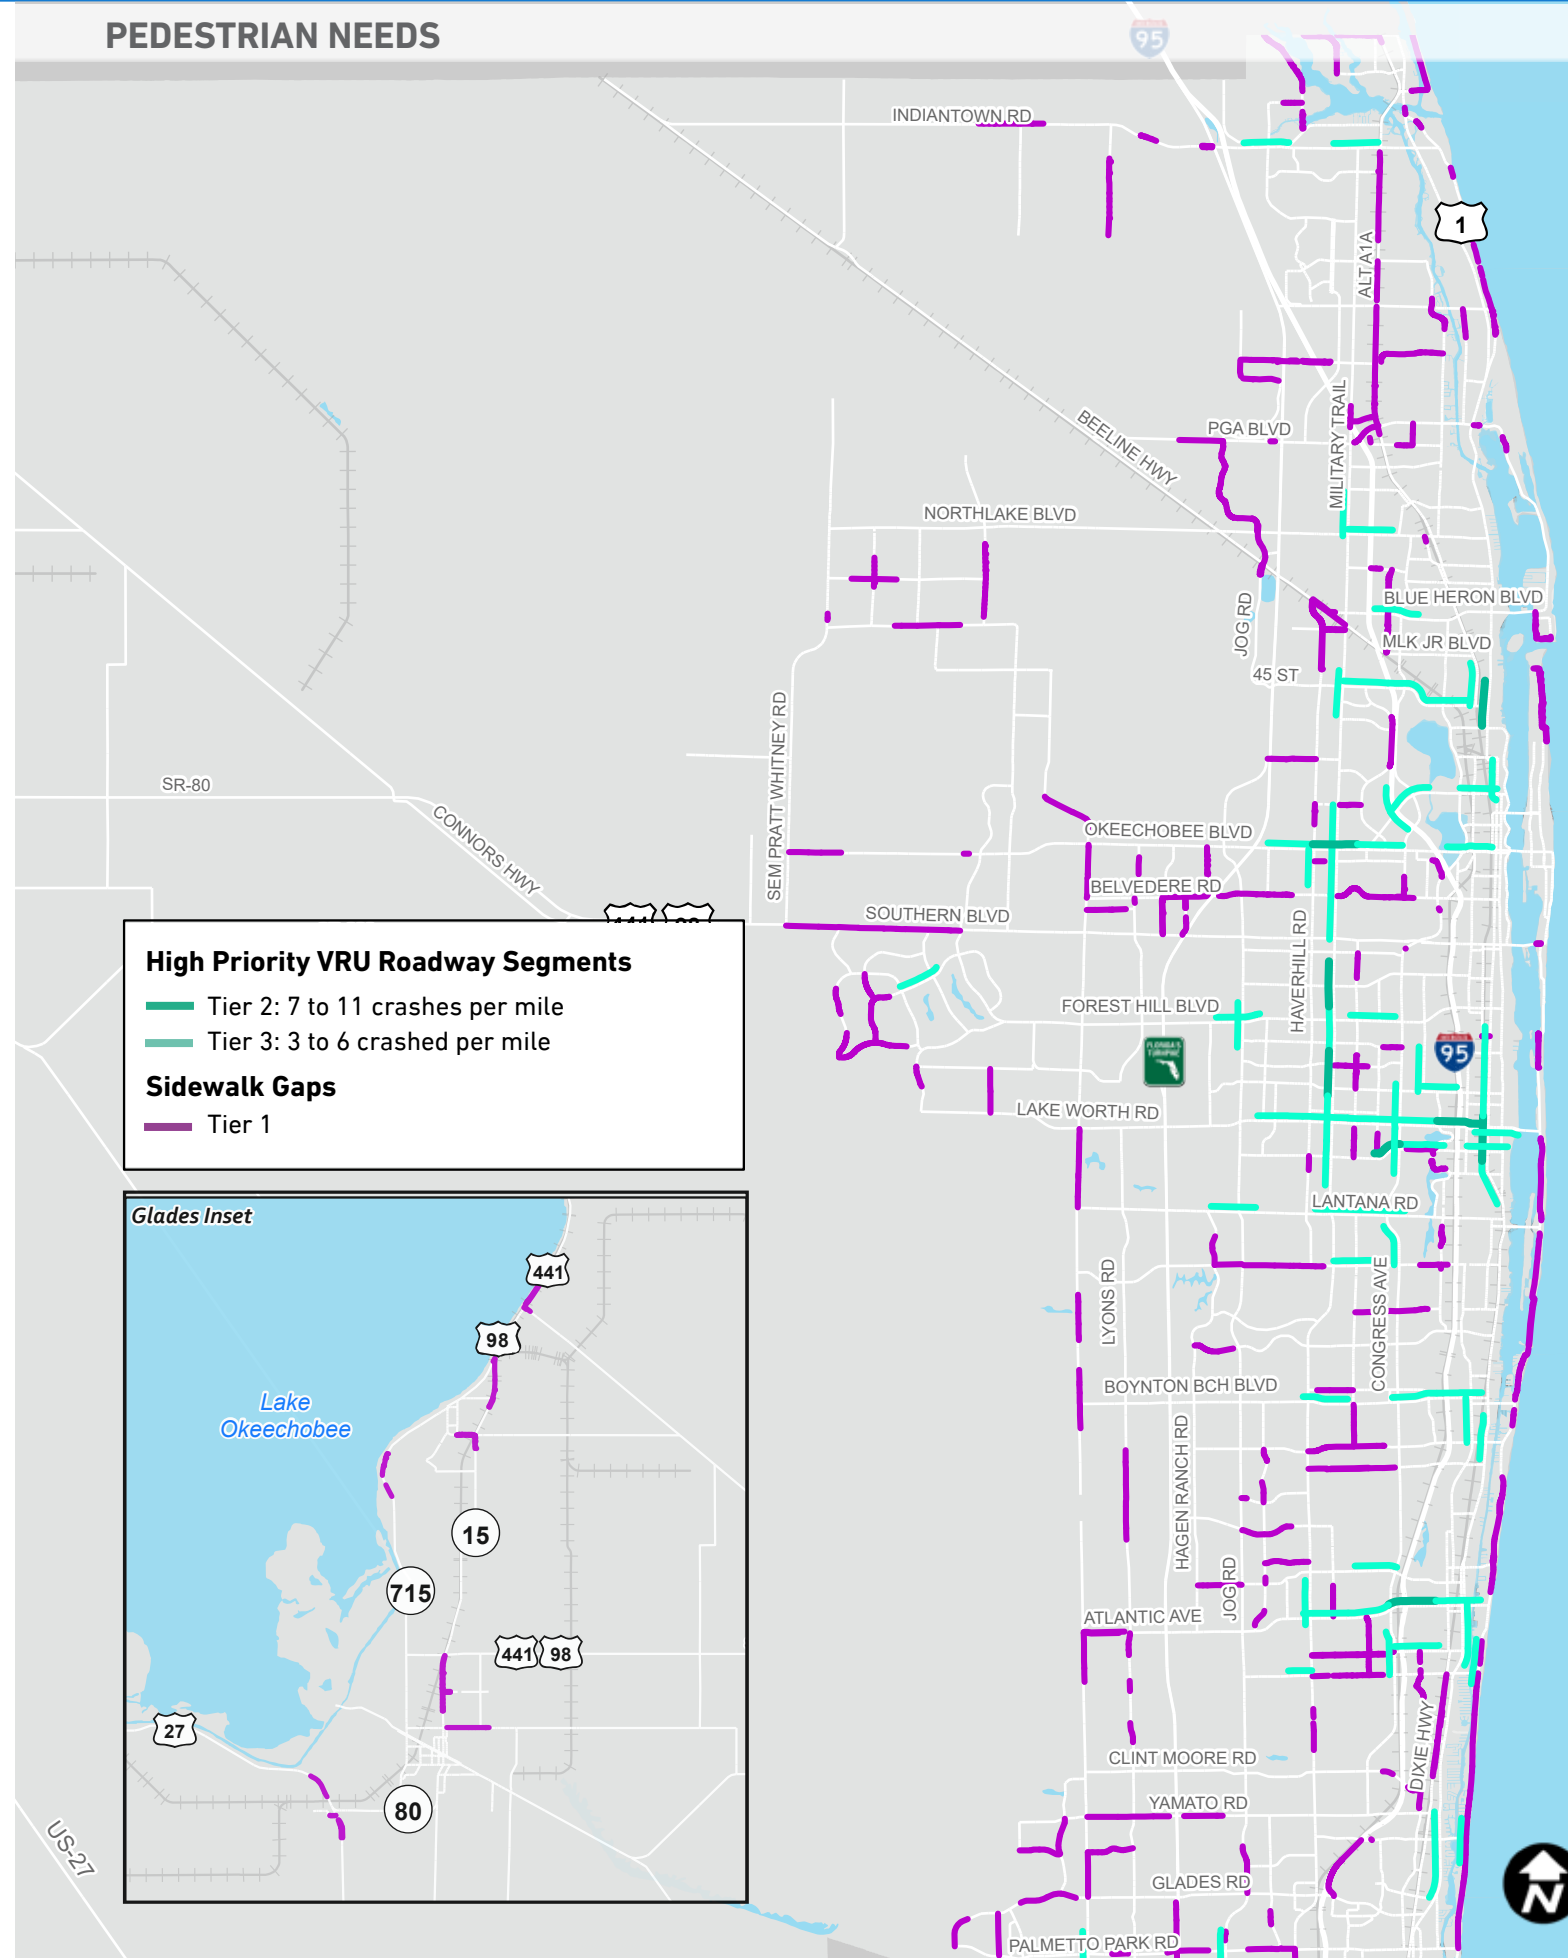 PEDESTRIAN NEEDS
95
INDIANTOWN RD
1
ALT A1A
MILITARY TRAIL
PGA BLVD
BEELINE HWY
NORTHLAKE BLVD
JOG RD
BLUE HERON BLVD
MLK JR BLVD
45 ST
SEM PRATT WHITNEY RD
SR-80
CONNORS HWY
OKEECHOBEE BLVD
BELVEDERE RD
SOUTHERN BLVD
HAVERHILL RD
FOREST HILL BLVD
FLORIDA'S
TURNPIKE
95
LAKE WORTH RD
LANTANA RD
LYONS RD
CONGRESS AVE
BOYNTON BCH BLVD
HAGEN RANCH RD
JOG RD
ATLANTIC AVE
DIXIE HWY
CLINT MOORE RD
YAMATO RD
GLADES RD
PALMETTO PARK RD
US-27
N
High Priority VRU Roadway Segments
Tier 2: 7 to 11 crashes per mile
Tier 3: 3 to 6 crashed per mile
Sidewalk Gaps
Tier 1
Glades Inset
441
98
Lake
Okeechobee
15
715
441 98
27
80